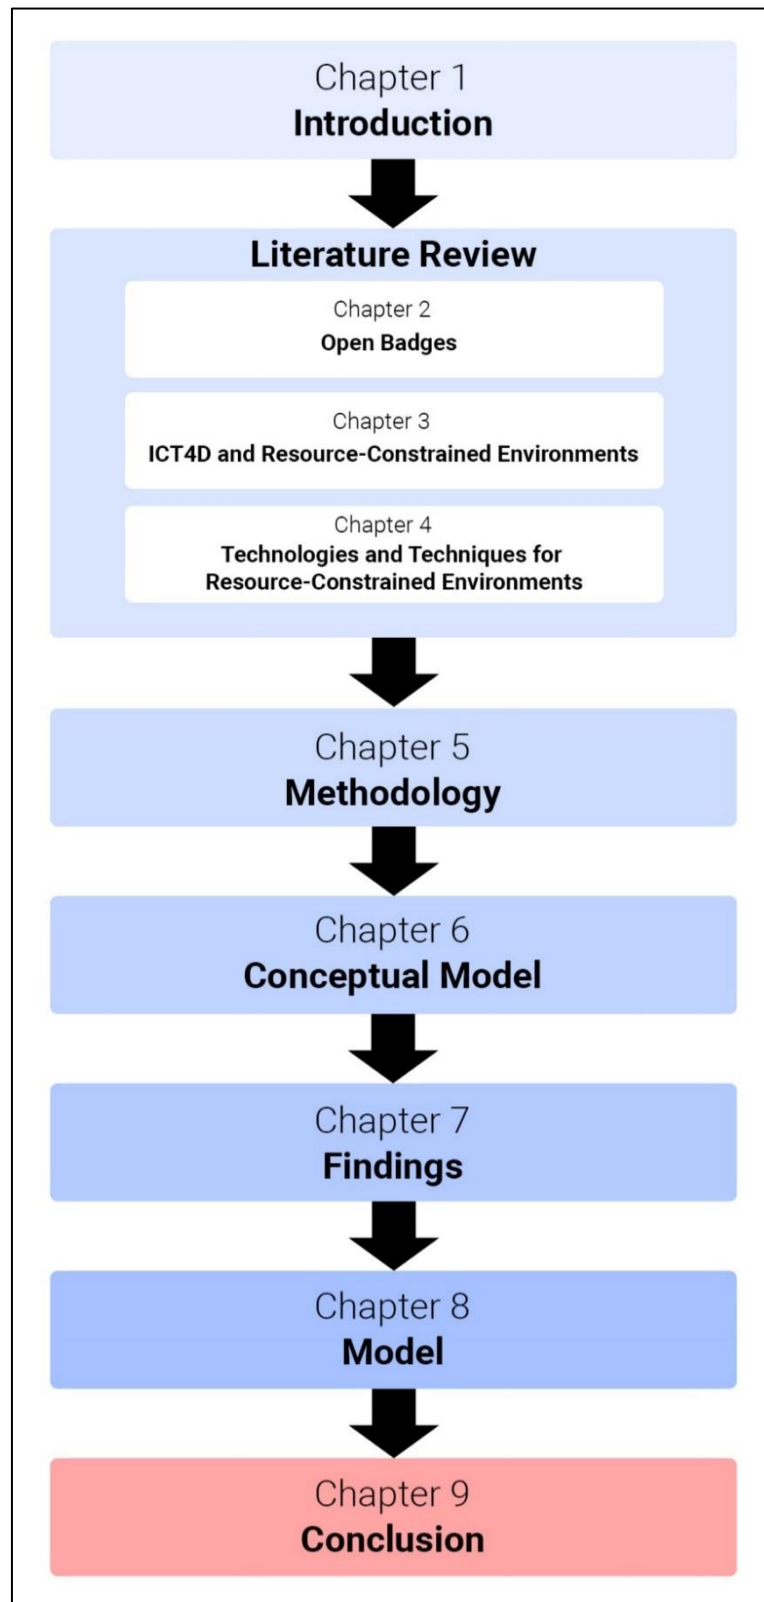 Chapter 1
Introduction
Literature Review
Chapter 2
Open Badges
Chapter 3
ICT4D and Resource-Constrained Environments
Chapter 4
Technologies and Techniques for
Resource-Constrained Environments
Chapter 5
Methodology
Chapter 6
Conceptual Model
Chapter 7
Findings
Chapter 8
Model
Chapter 9
Conclusion